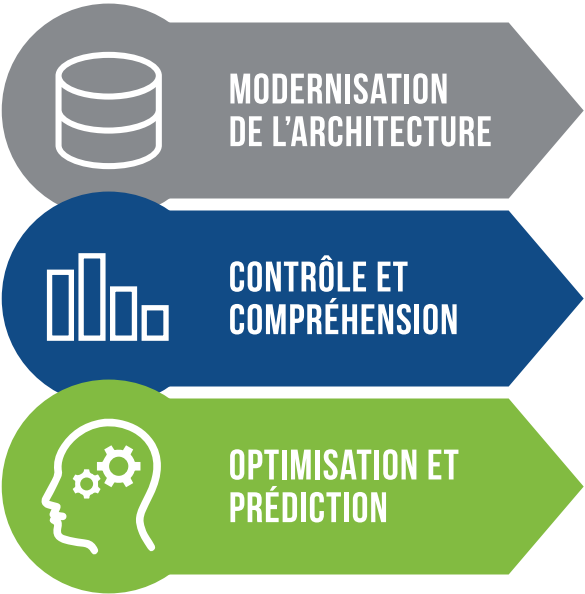 MODERNISATION
DE L'ARCHITECTURE
CONTRÔLE ET
COMPRÉHENSION
OPTIMISATION ET
PRÉDICTION